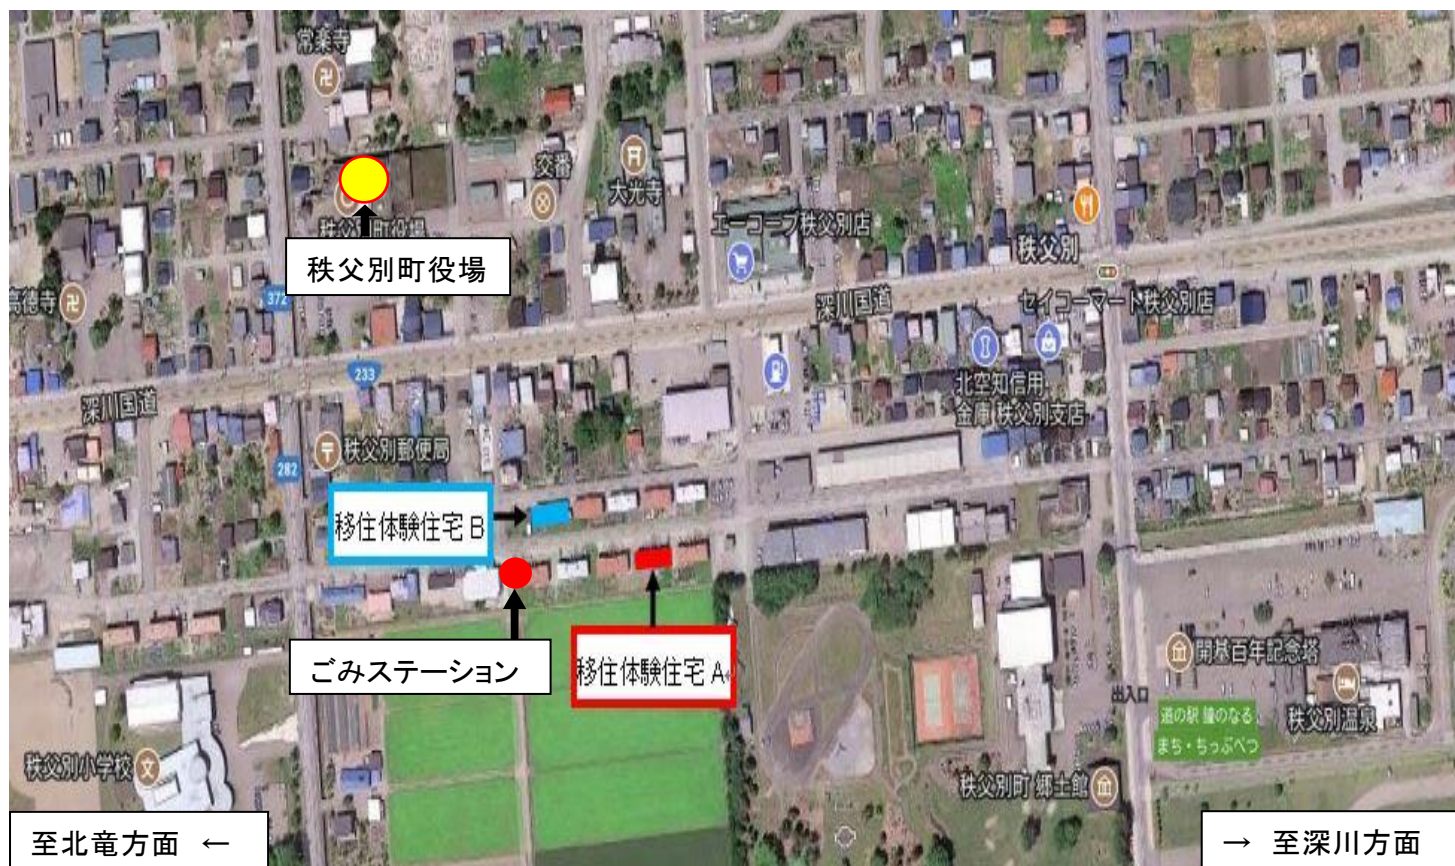 常楽寺
交番
大光寺
秩父別町役場
秩父別町役場
エーコープ秩父別店
秩父別
高徳寺
372
深川国道
セイコーマート秩父別店
233
深川国道
北空知信用
金庫 秩父別支店
秩父別郵便局
282
移住体験住宅 B
ごみステーション
移住体験住宅 A
開基百年記念塔
出入口
道の駅 鐘のなる
まち・ちっぷべつ
秩父別温泉
秩父別小学校
文
秩父別町 郷土館
至北竜方面 ←
→ 至深川方面